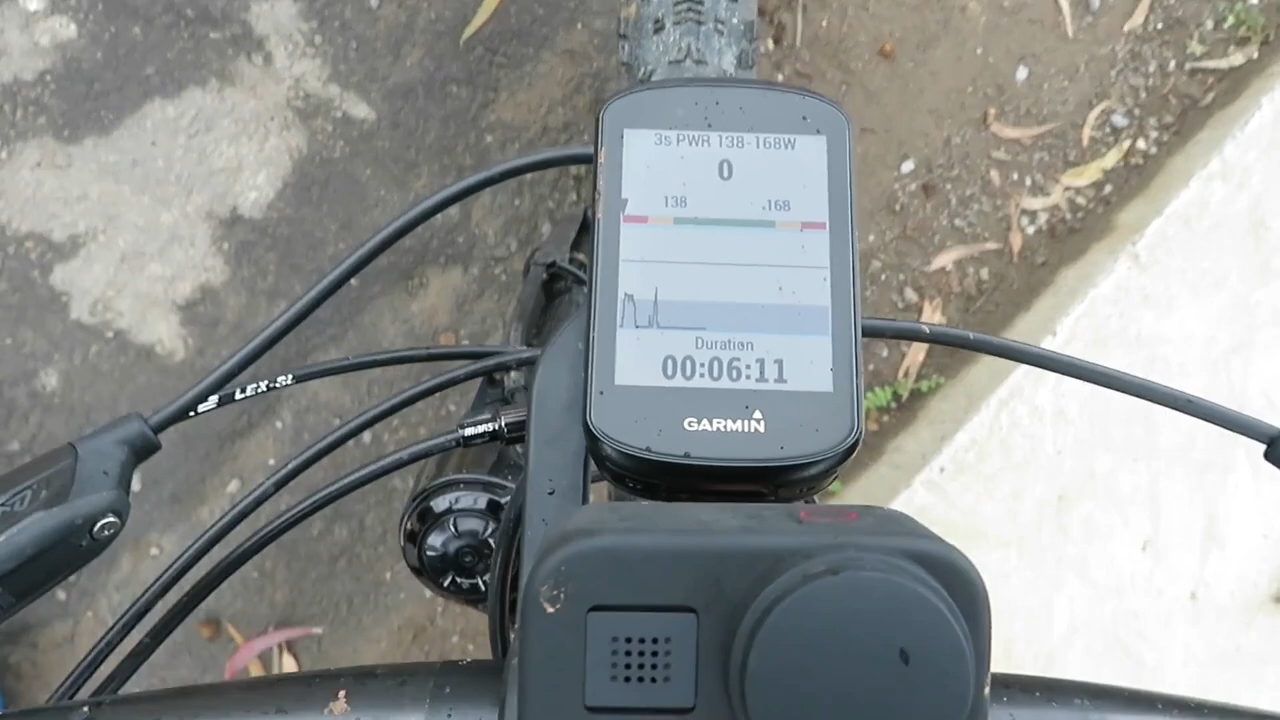 3s PWR 138-168W
0
138
168
Duration
00:06:11
GARMIN
LEX-SL